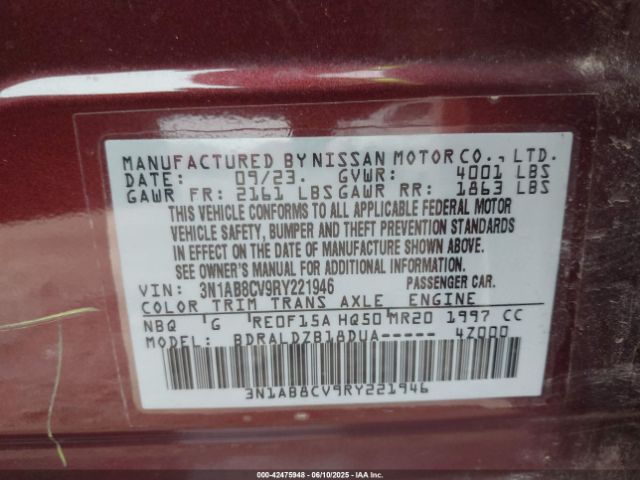 MANUFACTURED BY NISSAN MOTOR CO., LTD.
DATE: 09/23. GVWR: 4001 LBS
GAWR FR: 2161 LBS GAWR RR: 1863 LBS
THIS VEHICLE CONFORMS TO ALL APPLICABLE FEDERAL MOTOR
VEHICLE SAFETY, BUMPER AND THEFT PREVENTION STANDARDS
IN EFFECT ON THE DATE OF MANUFACTURE SHOWN ABOVE.
SEE OWNER'S MANUAL FOR ADDITIONAL INFORMATION.
VIN: 3N1AB8CV9RY221946 PASSENGER CAR.
COLOR TRIM TRANS AXLE ENGINE
NBQ G RE0F15A HQ50 MR20 1997 CC
MODEL: BDRALDZB18DUA----- 4Z000
3N1AB8CV9RY221946
000-42475948 - 06/10/2025 - IAAI.COM